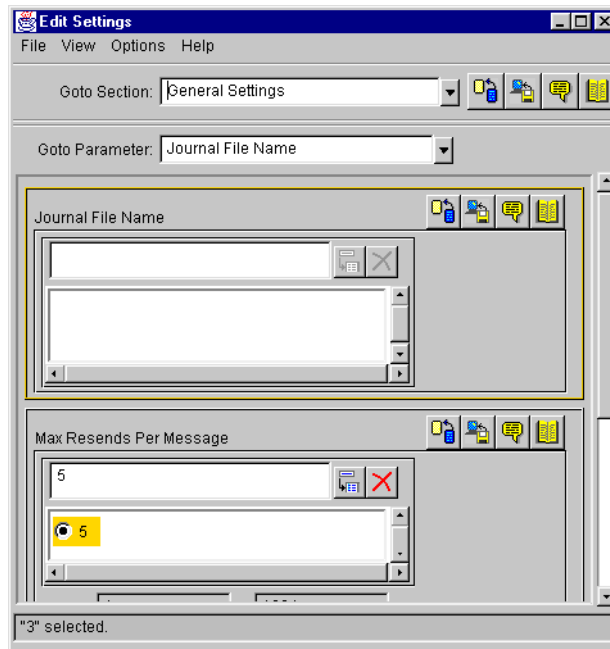 Edit Settings
File View Options Help
Goto Section: General Settings
Goto Parameter: Journal File Name
Journal File Name
Max Resends Per Message
5
5
"3" selected.